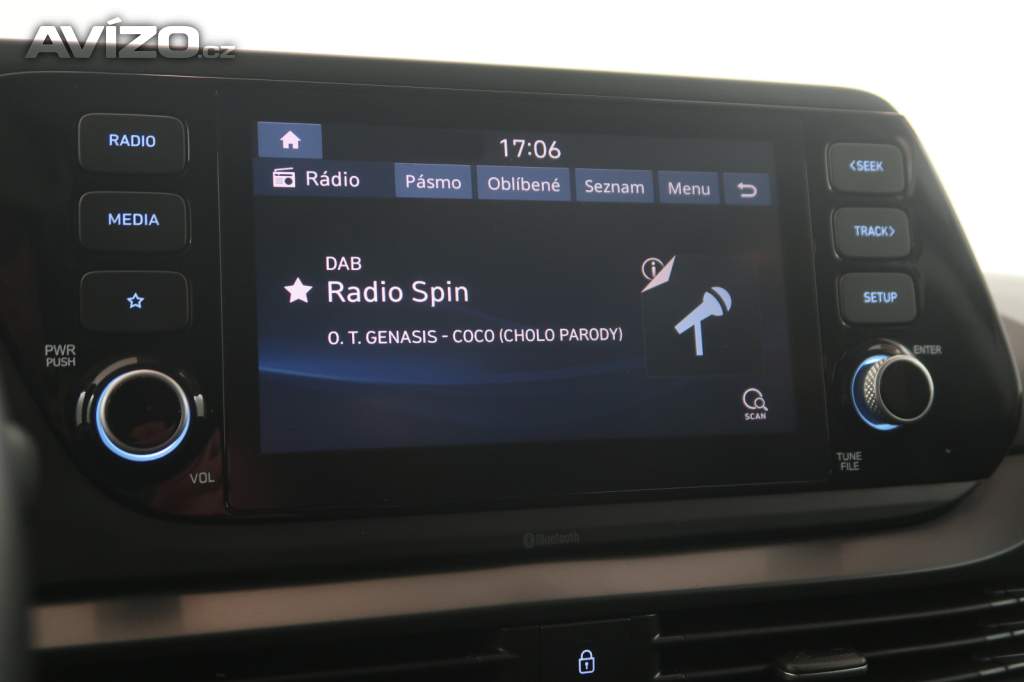 AVÍZO.cz
RADIO
MEDIA
PWR
PUSH
VOL
17:06
Rádio
Pásmo
Oblíbené
Seznam
Menu
DAB
Radio Spin
O. T. GENASIS - COCO (CHOLO PARODY)
SCAN
<SEEK
TRACK>
SETUP
ENTER
TUNE
FILE
Bluetooth